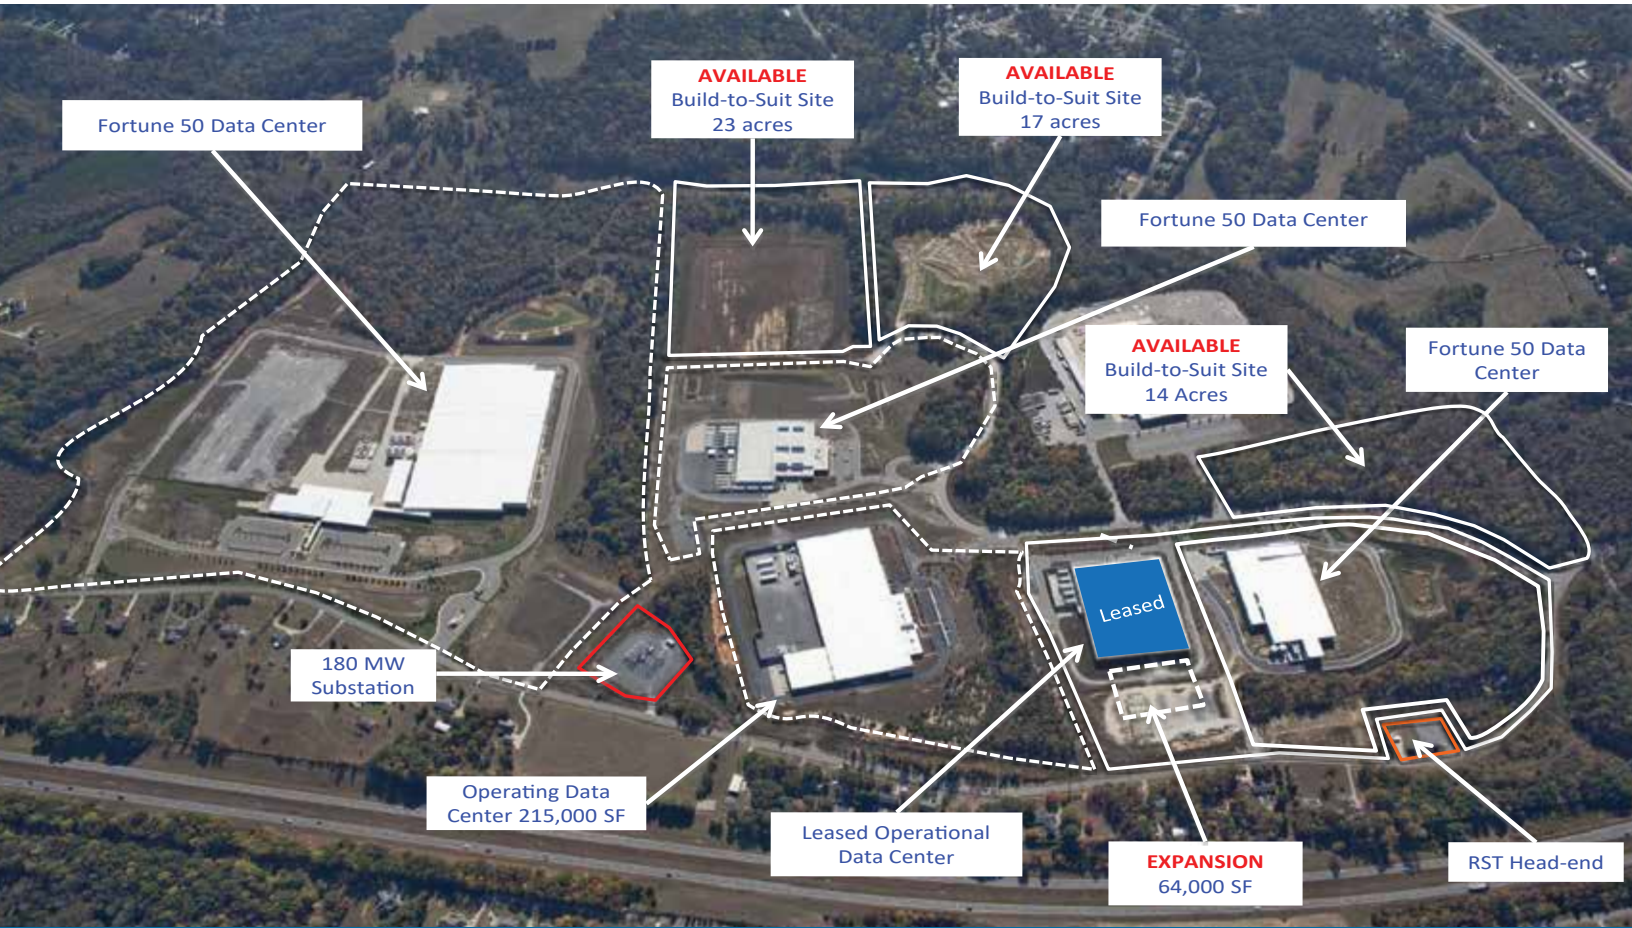 AVAILABLE
Build-to-Suit Site
23 acres
AVAILABLE
Build-to-Suit Site
17 acres
Fortune 50 Data Center
Fortune 50 Data Center
AVAILABLE
Build-to-Suit Site
14 Acres
Fortune 50 Data
Center
Leased
180 MW
Substation
Operating Data
Center 215,000 SF
Leased Operational
Data Center
EXPANSION
64,000 SF
RST Head-end